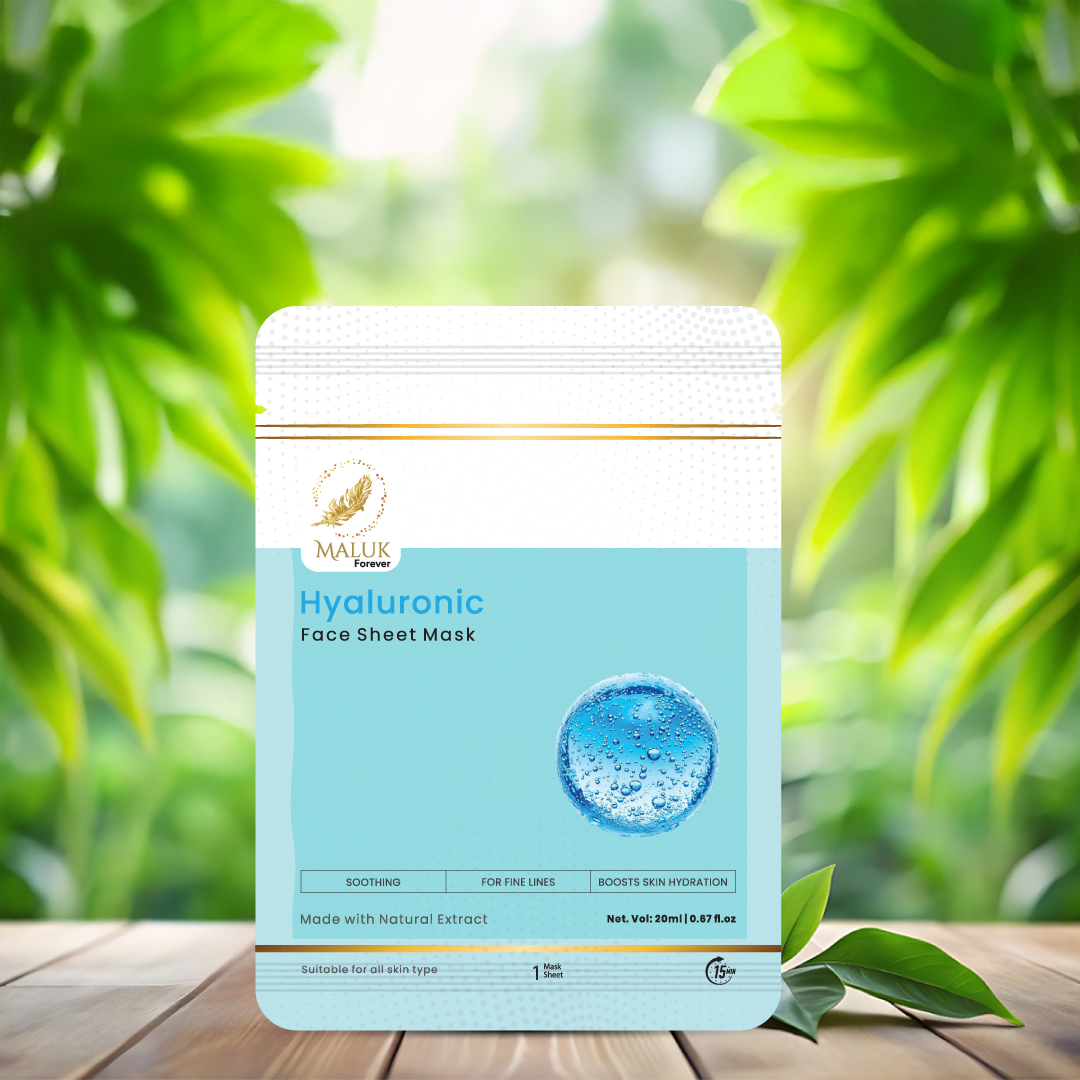 MALUK
Forever
Hyaluronic
Face Sheet Mask
SOOTHING
FOR FINE LINES
BOOSTS SKIN HYDRATION
Made with Natural Extract
Net. Vol: 20ml | 0.67 fl.oz
Suitable for all skin type
1 Mask Sheet
15 MIN